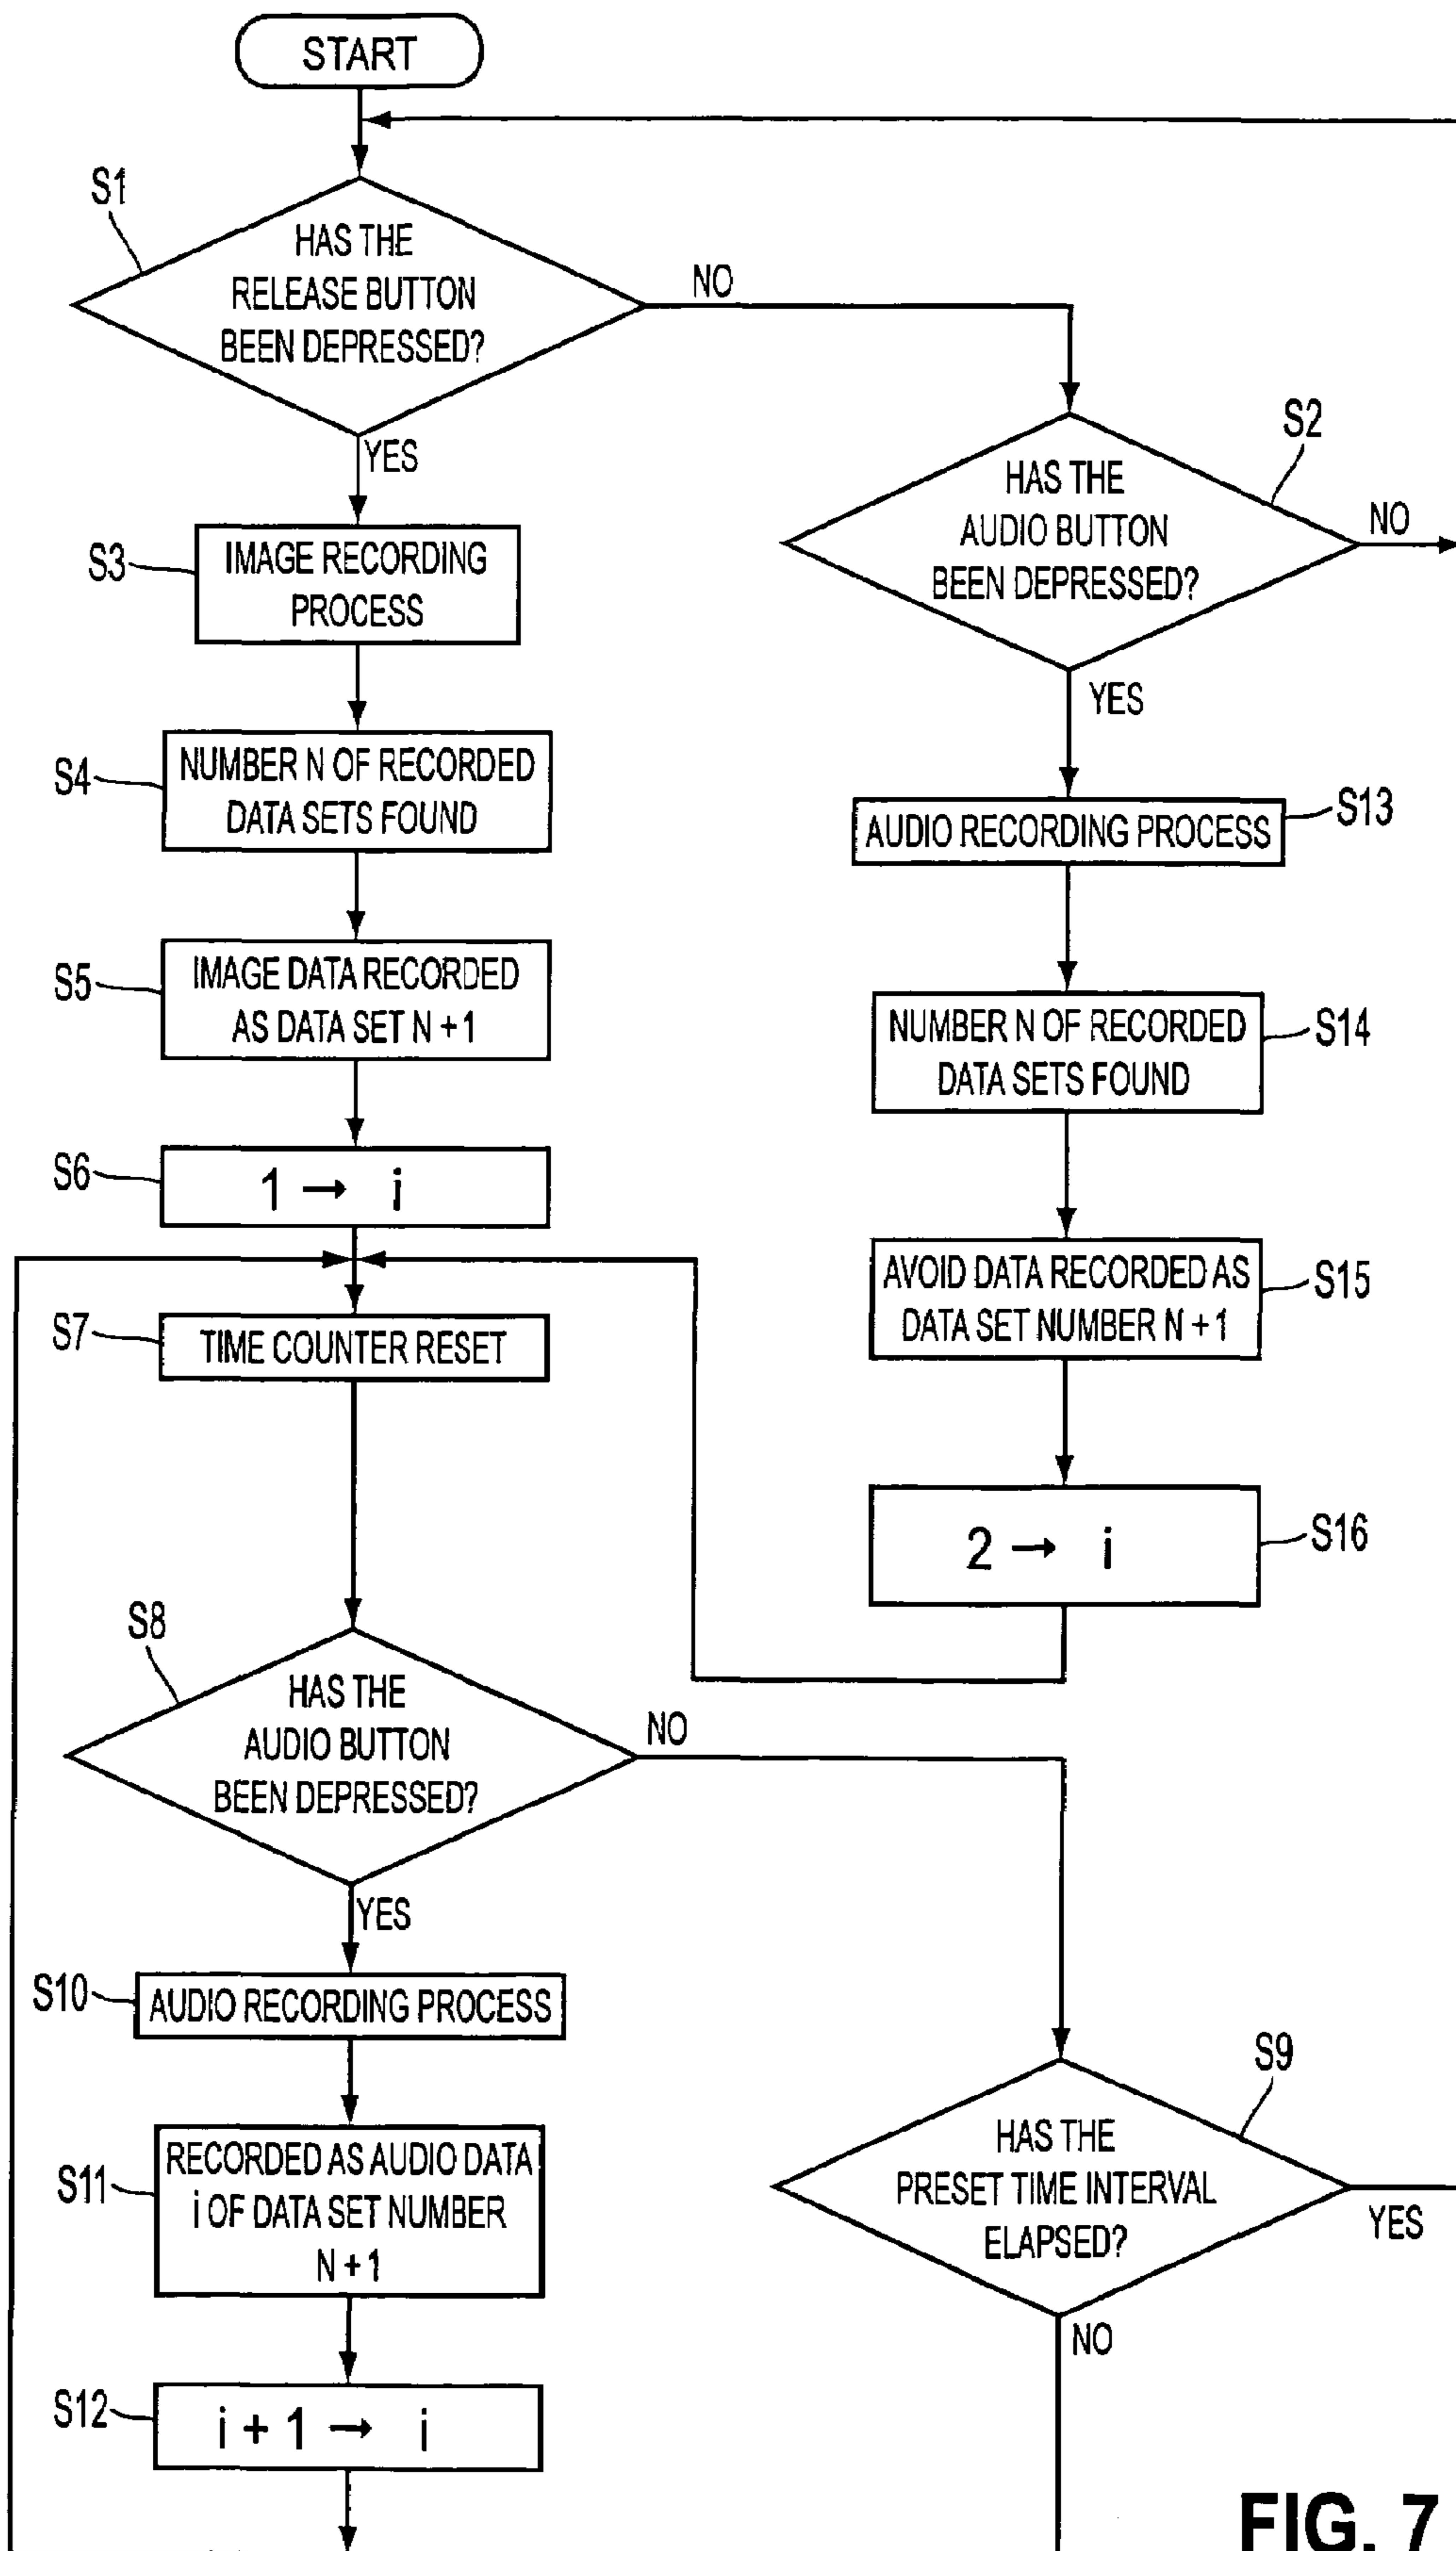 START
S1
HAS THE
RELEASE BUTTON
BEEN DEPRESSED?
NO
YES
S2
HAS THE
AUDIO BUTTON
BEEN DEPRESSED?
NO
YES
S3
IMAGE RECORDING
PROCESS
S4
NUMBER N OF RECORDED
DATA SETS FOUND
S13
AUDIO RECORDING PROCESS
S5
IMAGE DATA RECORDED
AS DATA SET N + 1
S14
NUMBER N OF RECORDED
DATA SETS FOUND
S6
1 → i
S15
AVOID DATA RECORDED AS
DATA SET NUMBER N + 1
S7
TIME COUNTER RESET
S16
2 → i
S8
HAS THE
AUDIO BUTTON
BEEN DEPRESSED?
NO
YES
S10
AUDIO RECORDING PROCESS
S9
HAS THE
PRESET TIME INTERVAL
ELAPSED?
YES
NO
S11
RECORDED AS AUDIO DATA
i OF DATA SET NUMBER
N + 1
S12
i + 1 → i
FIG. 7